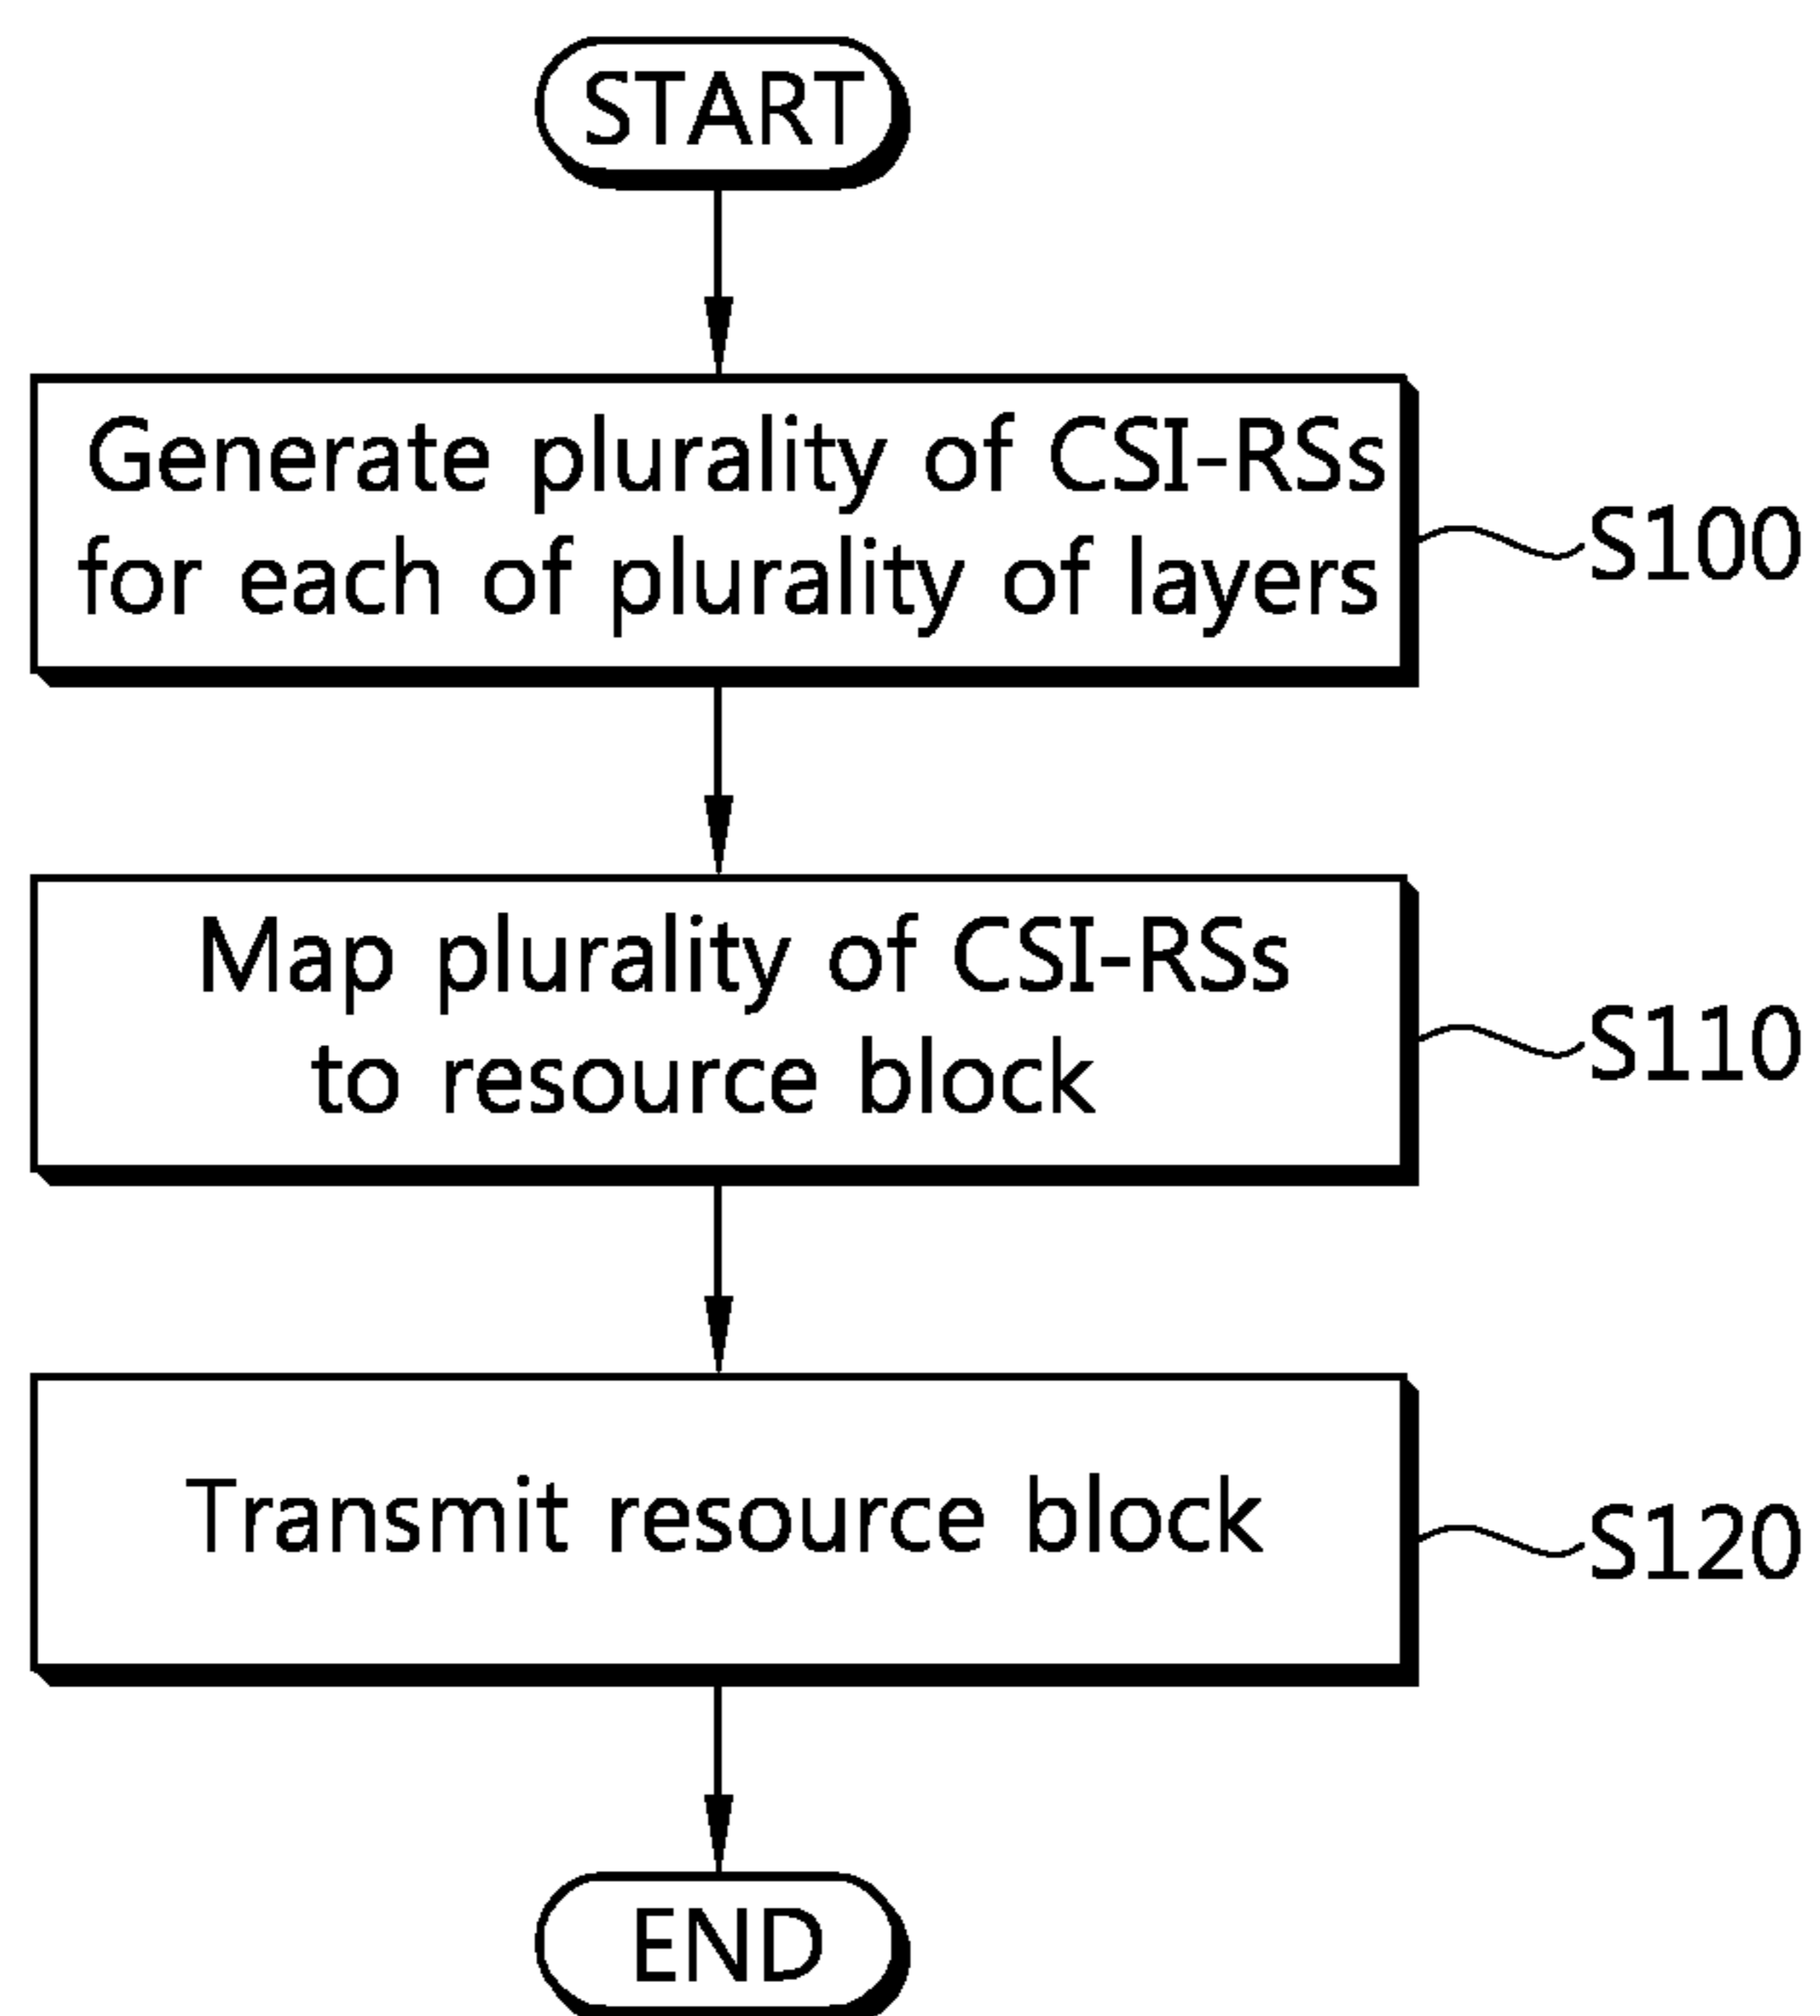 START
Generate plurality of CSI-RSs
for each of plurality of layers
S100
Map plurality of CSI-RSs
to resource block
S110
Transmit resource block
S120
END